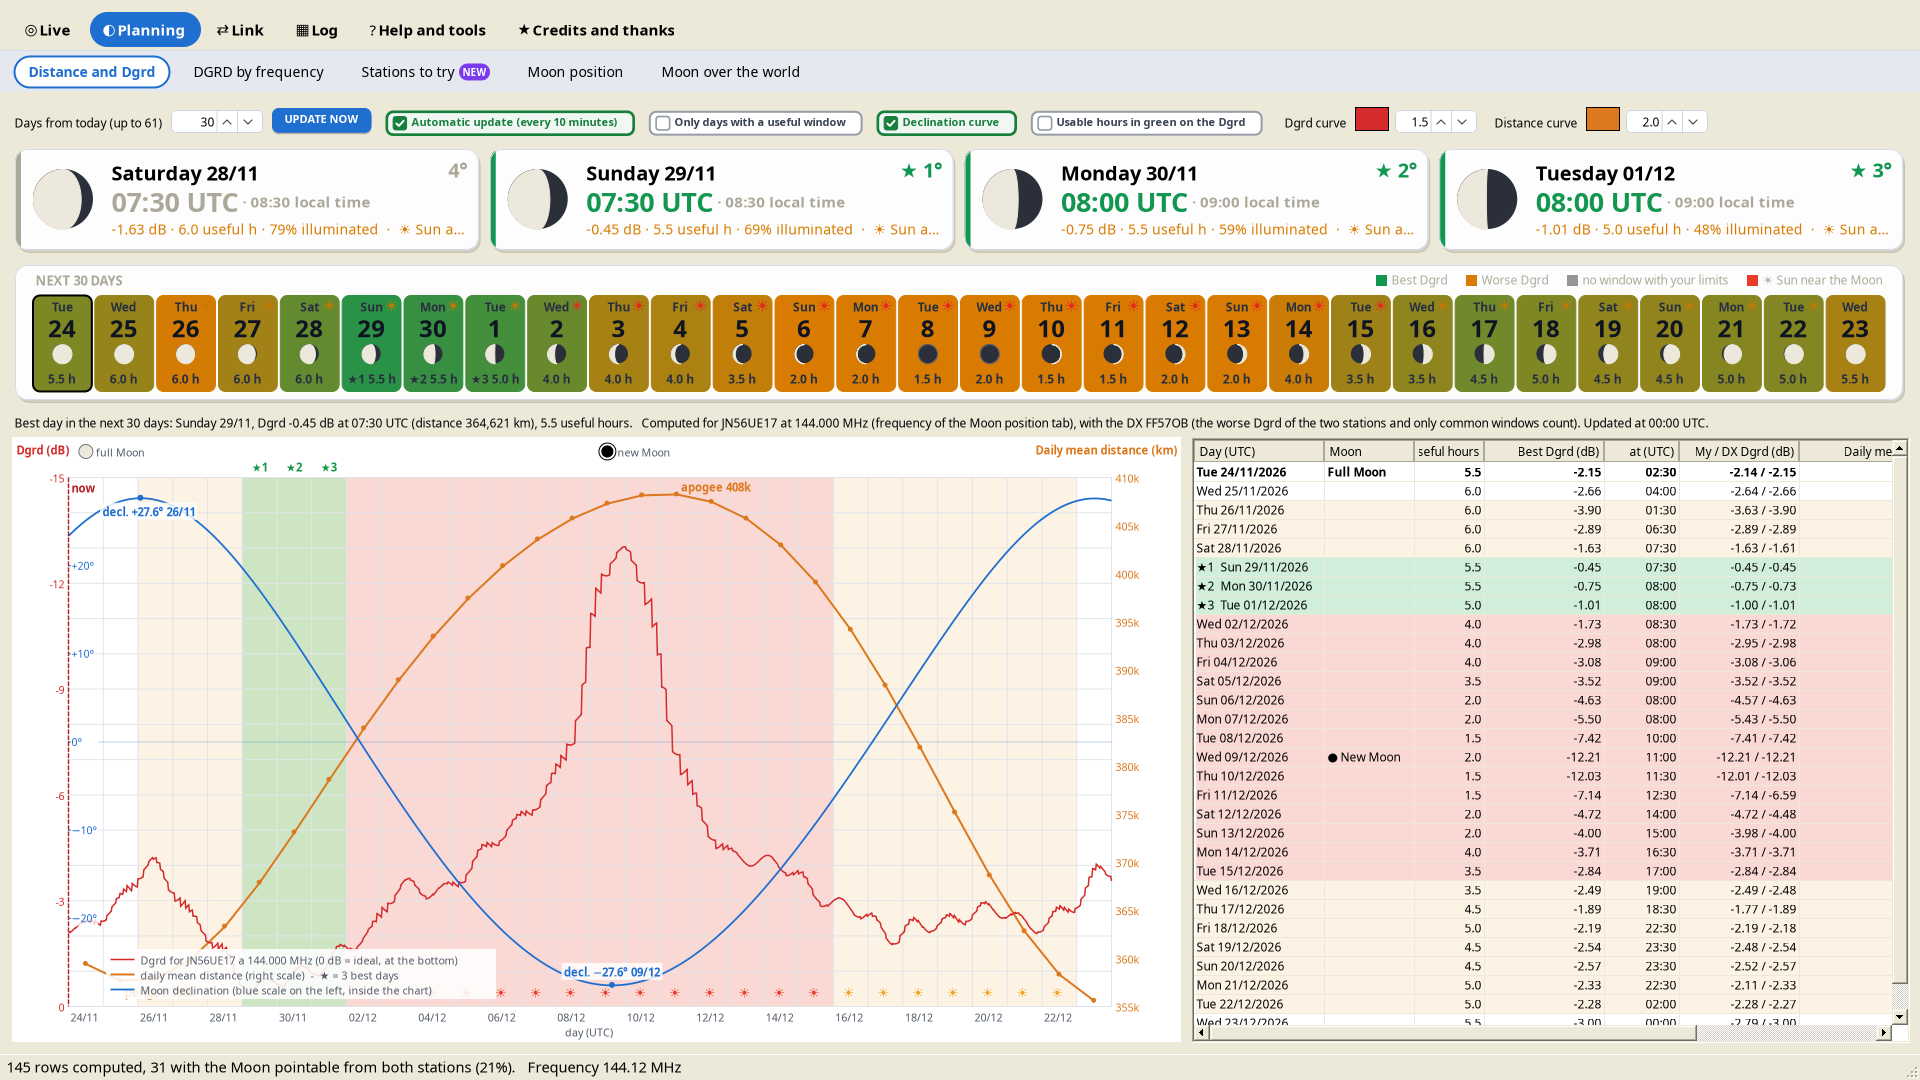 ◎ Live ◐ Planning ⇄ Link ▦ Log ? Help and tools ★ Credits and thanks
Distance and Dgrd DGRD by frequency Stations to try NEW Moon position Moon over the world
Days from today (up to 61) 30 UPDATE NOW Automatic update (every 10 minutes) Only days with a useful window Declination curve Usable hours in green on the Dgrd Dgrd curve 1.5 Distance curve 2.0
Saturday 28/11 4°
07:30 UTC · 08:30 local time
-1.63 dB · 6.0 useful h · 79% illuminated · ☀ Sun a...
Sunday 29/11 ★ 1°
07:30 UTC · 08:30 local time
-0.45 dB · 5.5 useful h · 69% illuminated · ☀ Sun a...
Monday 30/11 ★ 2°
08:00 UTC · 09:00 local time
-0.75 dB · 5.5 useful h · 59% illuminated · ☀ Sun a...
Tuesday 01/12 ★ 3°
08:00 UTC · 09:00 local time
-1.01 dB · 5.0 useful h · 48% illuminated · ☀ Sun a...
NEXT 30 DAYS Best Dgrd Worse Dgrd no window with your limits ☀ Sun near the Moon
Tue Wed Thu Fri Sat Sun Mon Tue Wed Thu Fri Sat Sun Mon Tue Wed Thu Fri Sat Sun Mon Tue Wed Thu Fri Sat Sun Mon Tue Wed
24 25 26 27 28 29 30 1 2 3 4 5 6 7 8 9 10 11 12 13 14 15 16 17 18 19 20 21 22 23
5.5 h 6.0 h 6.0 h 6.0 h 6.0 h ★1 5.5 h ★2 5.5 h ★3 5.0 h 4.0 h 4.0 h 4.0 h 3.5 h 2.0 h 2.0 h 1.5 h 2.0 h 1.5 h 1.5 h 2.0 h 2.0 h 4.0 h 3.5 h 3.5 h 4.5 h 5.0 h 4.5 h 4.5 h 5.0 h 5.0 h 5.5 h
Best day in the next 30 days: Sunday 29/11, Dgrd -0.45 dB at 07:30 UTC (distance 364,621 km), 5.5 useful hours. Computed for JN56UE17 at 144.000 MHz (frequency of the Moon position tab), with the DX FF57OB (the worse Dgrd of the two stations and only common windows count). Updated at 00:00 UTC.
Dgrd (dB) full Moon new Moon Daily mean distance (km)
★1 ★2 ★3
-15 now apogee 408k 410k
decl. +27.6° 26/11
405k
+20°
-12 400k
395k
+10°
-9 390k
385k
0°
380k
-6 375k
−10°
370k
-3 365k
−20°
Dgrd for JN56UE17 a 144.000 MHz (0 dB = ideal, at the bottom)
daily mean distance (right scale) - ★ = 3 best days
Moon declination (blue scale on the left, inside the chart)
decl. −27.6° 09/12
360k
0 355k
24/11 26/11 28/11 30/11 02/12 04/12 06/12 08/12 10/12 12/12 14/12 16/12 18/12 20/12 22/12
day (UTC)
Day (UTC) Moon seful hours Best Dgrd (dB) at (UTC) My / DX Dgrd (dB) Daily me
Tue 24/11/2026 Full Moon 5.5 -2.15 02:30 -2.14 / -2.15
Wed 25/11/2026 6.0 -2.66 04:00 -2.64 / -2.66
Thu 26/11/2026 6.0 -3.90 01:30 -3.63 / -3.90
Fri 27/11/2026 6.0 -2.89 06:30 -2.89 / -2.89
Sat 28/11/2026 6.0 -1.63 07:30 -1.63 / -1.61
★1 Sun 29/11/2026 5.5 -0.45 07:30 -0.45 / -0.45
★2 Mon 30/11/2026 5.5 -0.75 08:00 -0.75 / -0.73
★3 Tue 01/12/2026 5.0 -1.01 08:00 -1.00 / -1.01
Wed 02/12/2026 4.0 -1.73 08:30 -1.73 / -1.72
Thu 03/12/2026 4.0 -2.98 08:00 -2.95 / -2.98
Fri 04/12/2026 4.0 -3.08 09:00 -3.08 / -3.06
Sat 05/12/2026 3.5 -3.52 09:00 -3.52 / -3.52
Sun 06/12/2026 2.0 -4.63 08:00 -4.57 / -4.63
Mon 07/12/2026 2.0 -5.50 08:00 -5.43 / -5.50
Tue 08/12/2026 1.5 -7.42 10:00 -7.41 / -7.42
Wed 09/12/2026 ● New Moon 2.0 -12.21 11:00 -12.21 / -12.21
Thu 10/12/2026 1.5 -12.03 11:30 -12.01 / -12.03
Fri 11/12/2026 1.5 -7.14 12:30 -7.14 / -6.59
Sat 12/12/2026 2.0 -4.72 14:00 -4.72 / -4.48
Sun 13/12/2026 2.0 -4.00 15:00 -3.98 / -4.00
Mon 14/12/2026 4.0 -3.71 16:30 -3.71 / -3.71
Tue 15/12/2026 3.5 -2.84 17:00 -2.84 / -2.84
Wed 16/12/2026 3.5 -2.49 19:00 -2.49 / -2.48
Thu 17/12/2026 4.5 -1.89 18:30 -1.77 / -1.89
Fri 18/12/2026 5.0 -2.19 22:30 -2.19 / -2.18
Sat 19/12/2026 4.5 -2.54 23:30 -2.48 / -2.54
Sun 20/12/2026 4.5 -2.57 23:30 -2.52 / -2.57
Mon 21/12/2026 5.0 -2.33 22:30 -2.11 / -2.33
Tue 22/12/2026 5.0 -2.28 02:00 -2.28 / -2.27
Wed 23/12/2026 5.5 -3.00 00:00 -2.79 / -3.00
145 rows computed, 31 with the Moon pointable from both stations (21%). Frequency 144.12 MHz